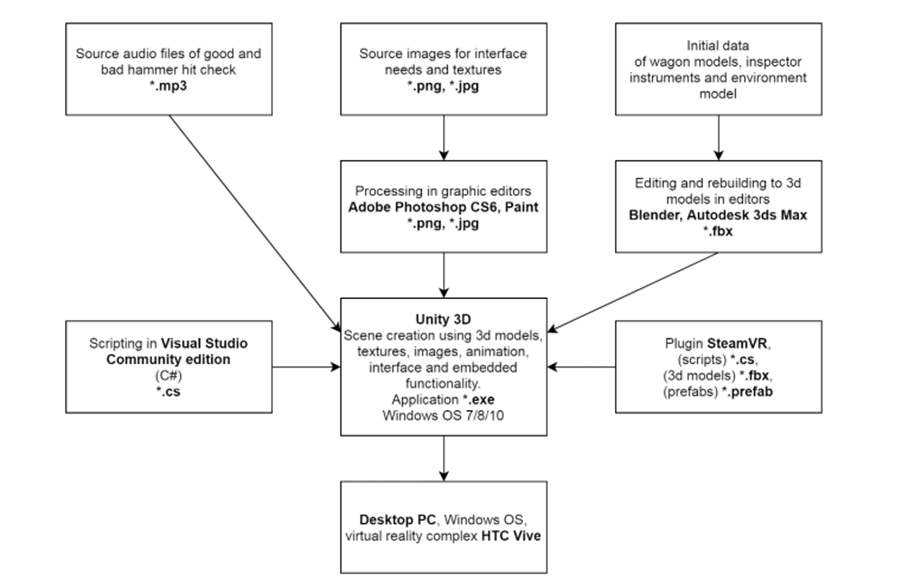 Source audio files of good and
bad hammer hit check
*.mp3
Source images for interface
needs and textures
*.png, *.jpg
Initial data
of wagon models, inspector
instruments and environment
model
Processing in graphic editors
Adobe Photoshop CS6, Paint
*.png, *.jpg
Editing and rebuilding to 3d
models in editors
Blender, Autodesk 3ds Max
*.fbx
Scripting in Visual Studio
Community edition
(C#)
*.cs
Unity 3D
Scene creation using 3d models,
textures, images, animation,
interface and embedded
functionality.
Application *.exe
Windows OS 7/8/10
Plugin SteamVR,
(scripts) *.cs,
(3d models) *.fbx,
(prefabs) *.prefab
Desktop PC, Windows OS,
virtual reality complex HTC Vive